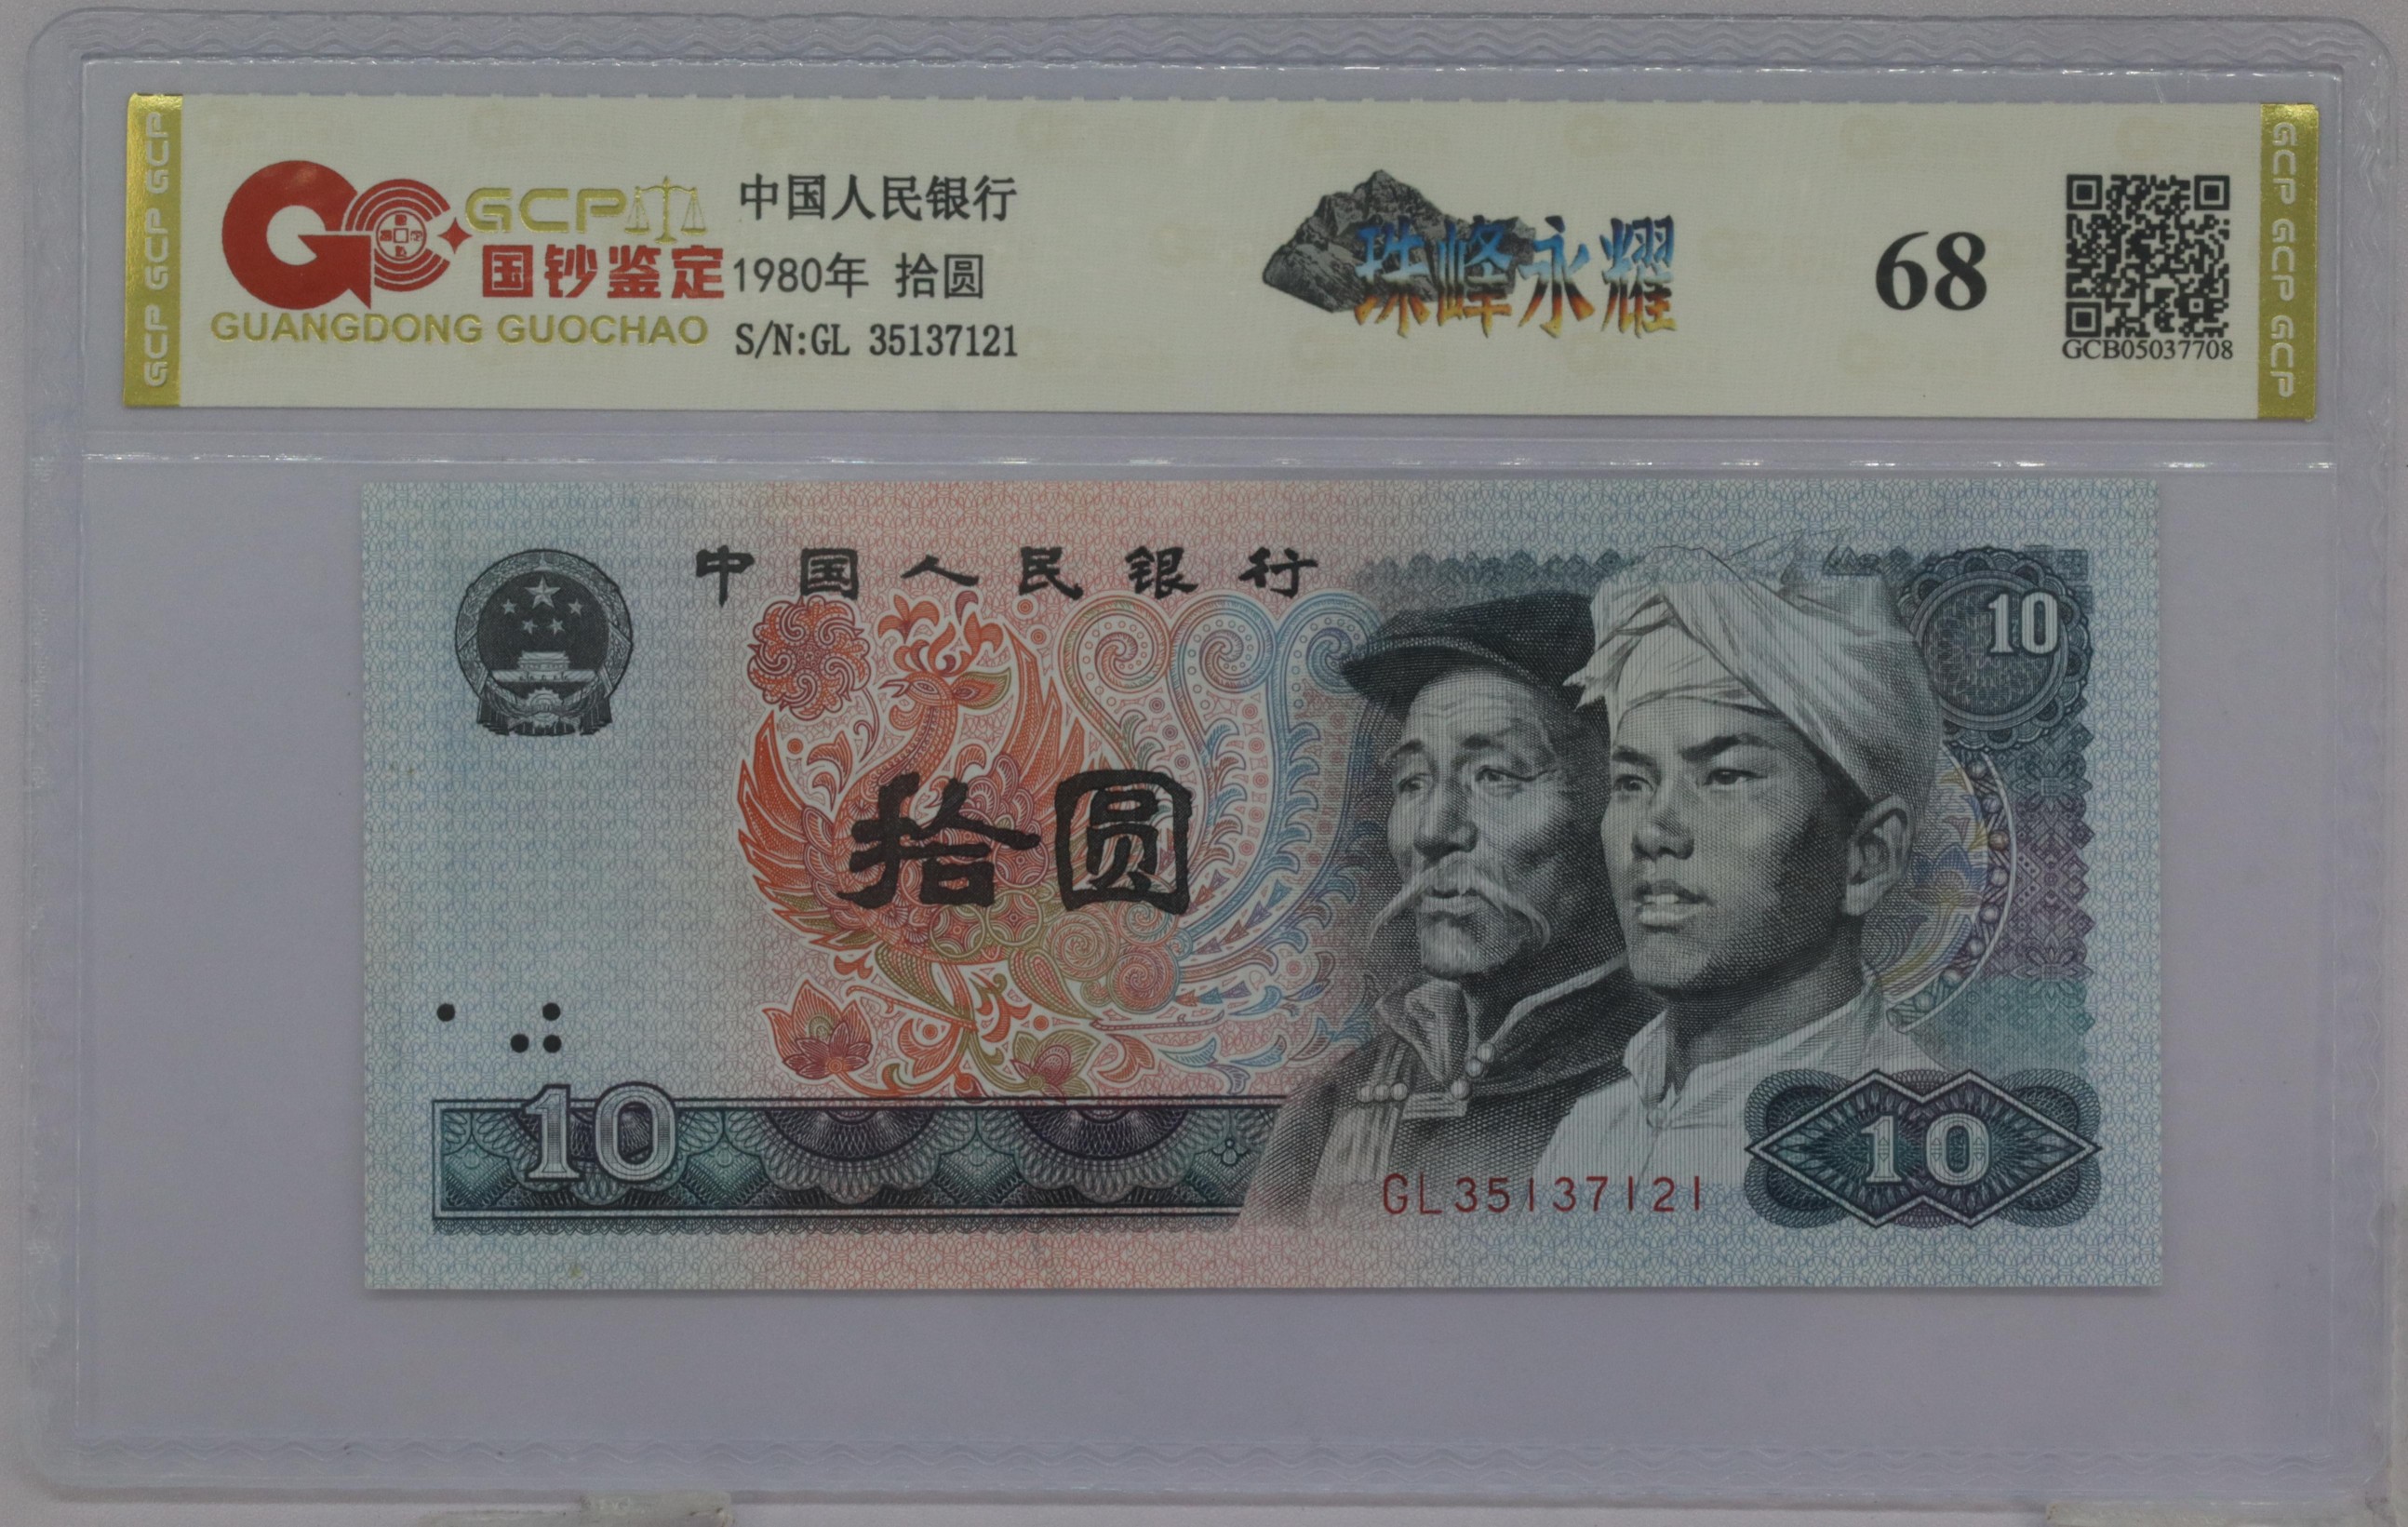 GCP GCP GCP
GCP
国钞鉴定
GUANGDONG GUOCHAO
中国人民银行
1980年 拾圆
S/N:GL 35137121
珠峰永耀
68
GCB05037708
GCP GCP GCP
中国人民银行
10
拾圆
10
GL35137121
10